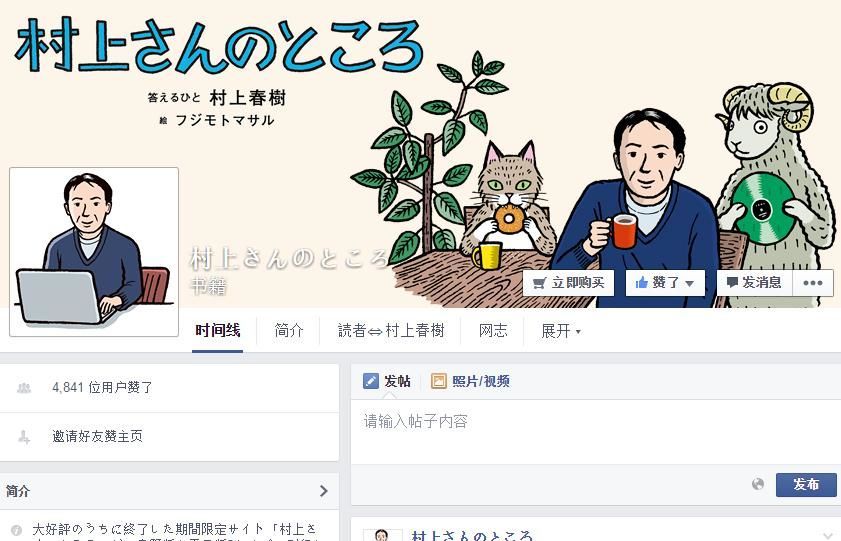 村上さんのところ
答えるひと 村上春樹
絵 フジモトマサル
村上さんのところ
书籍
立即购买
赞了
发消息
时间线
简介
読者⇔村上春樹
网志
展开
4,841 位用户赞了
邀请好友赞主页
简介
大好評のうちに終了した期間限定サイト「村上さ
发帖
照片/视频
请输入帖子内容
发布
村上さんのところ